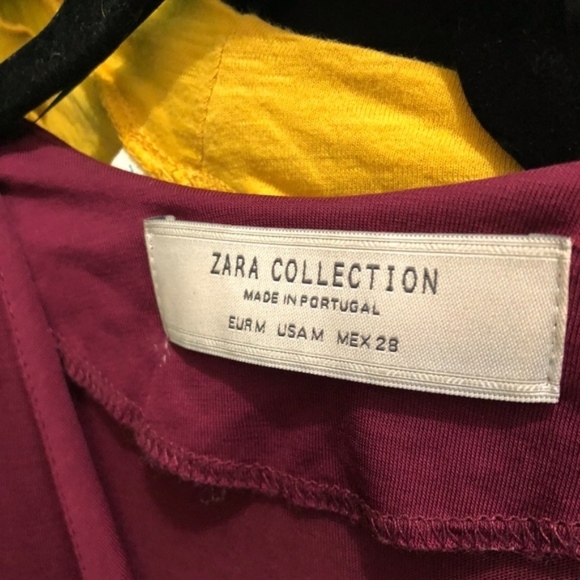 ZARA COLLECTION
MADE IN PORTUGAL
EUR M USA M MEX 28